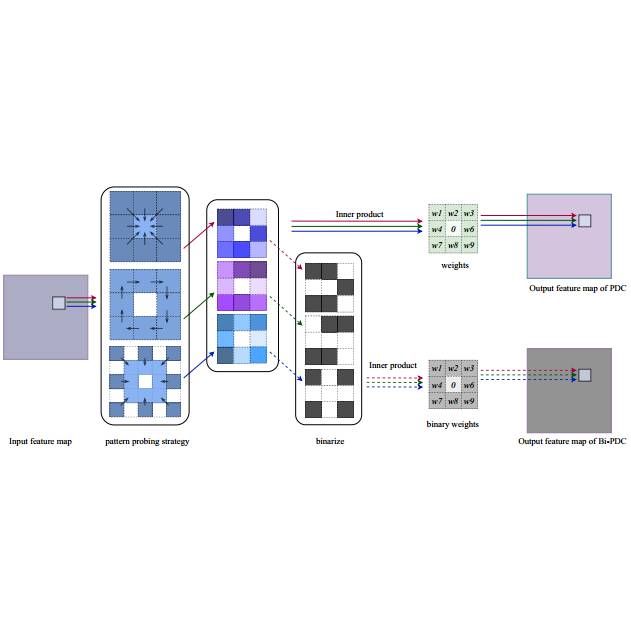 Inner product
w1 w2 w3
w4 0 w6
w7 w8 w9
weights
Output feature map of PDC
Inner product
w1 w2 w3
w4 0 w6
w7 w8 w9
binary weights
Input feature map
pattern probing strategy
binarize
Output feature map of Bi•PDC